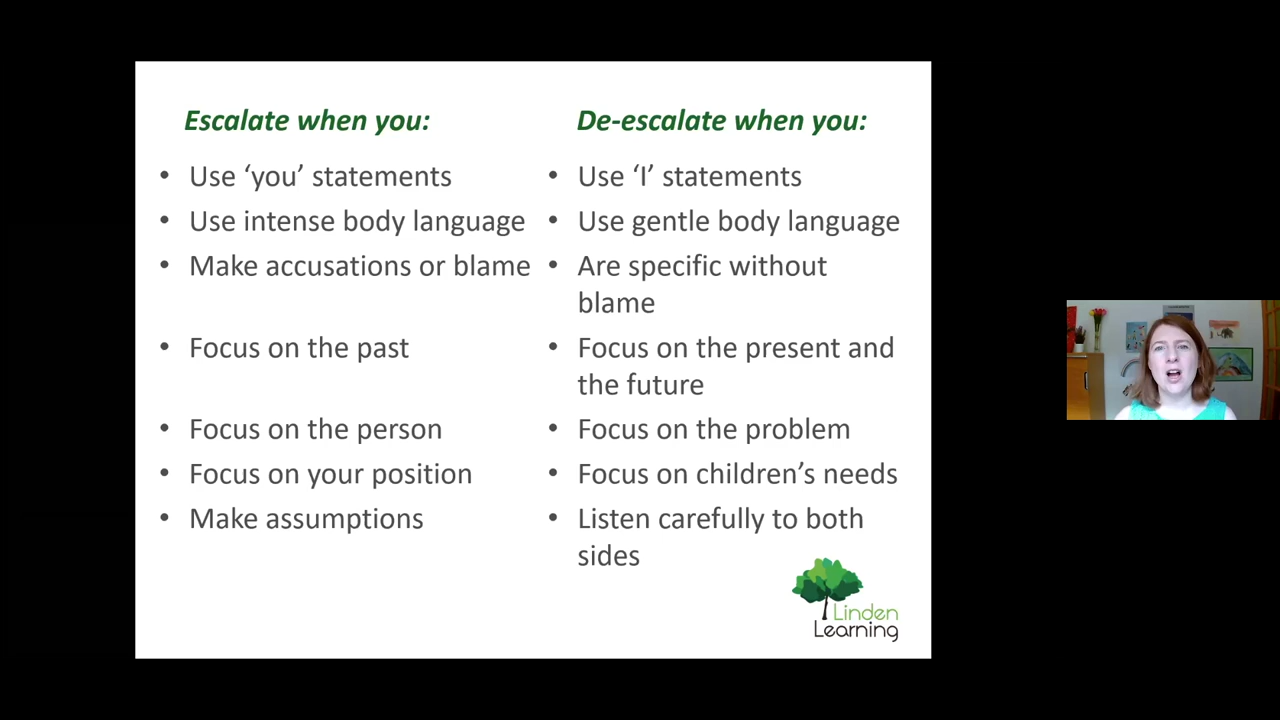 Escalate when you:
• Use ‘you’ statements
• Use intense body language
• Make accusations or blame
• Focus on the past
• Focus on the person
• Focus on your position
• Make assumptions
De-escalate when you:
• Use ‘I’ statements
• Use gentle body language
• Are specific without
blame
• Focus on the present and
the future
• Focus on the problem
• Focus on children’s needs
• Listen carefully to both
sides
Linden
Learning